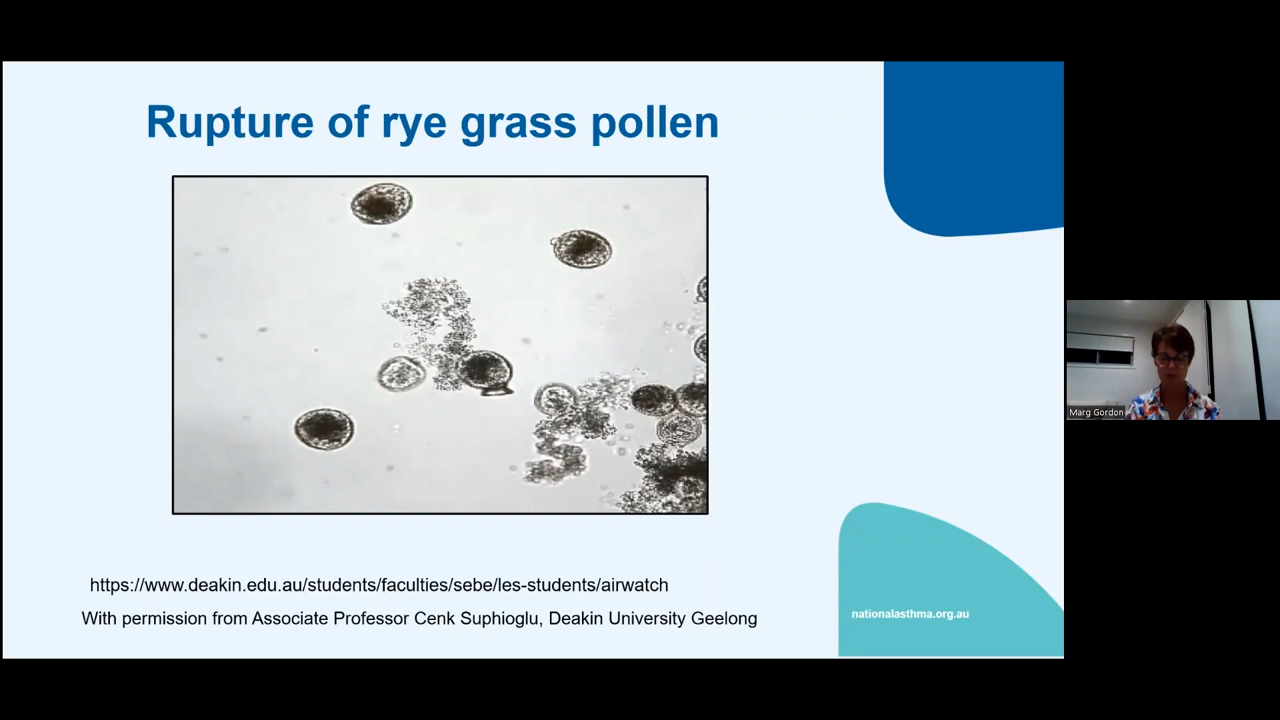 Rupture of rye grass pollen
https://www.deakin.edu.au/students/faculties/sebe/les-students/airwatch
With permission from Associate Professor Cenk Suphioglu, Deakin University Geelong
nationalasthma.org.au
Marg Gordon